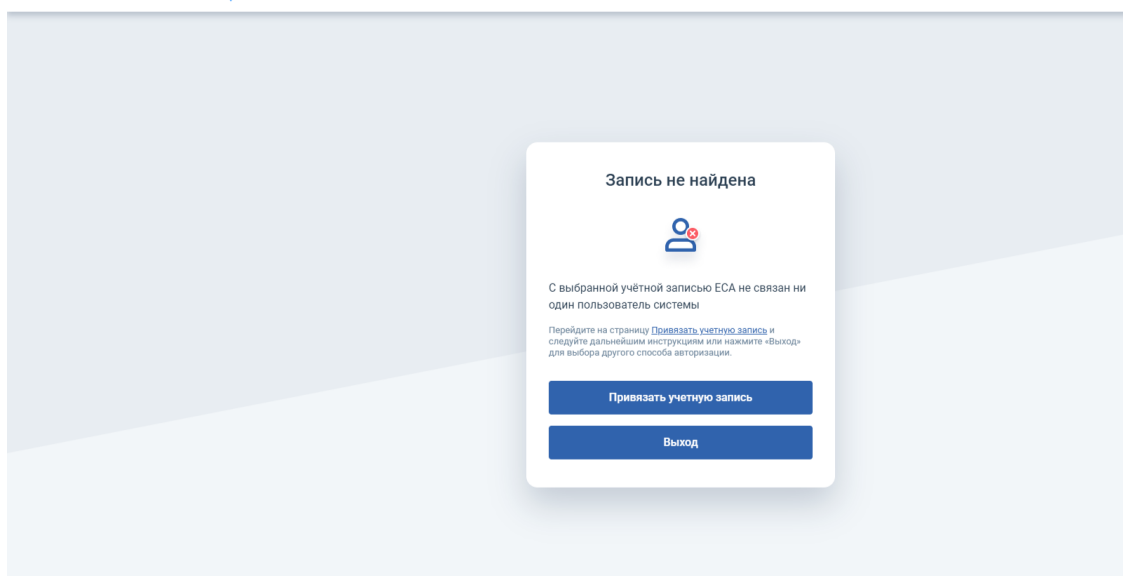 Запись не найдена
С выбранной учётной записью ЕСА не связан ни
один пользователь системы
Перейдите на страницу Привязать учетную запись и
следуйте дальнейшим инструкциям или нажмите «Выход»
для выбора другого способа авторизации.
Привязать учетную запись
Выход